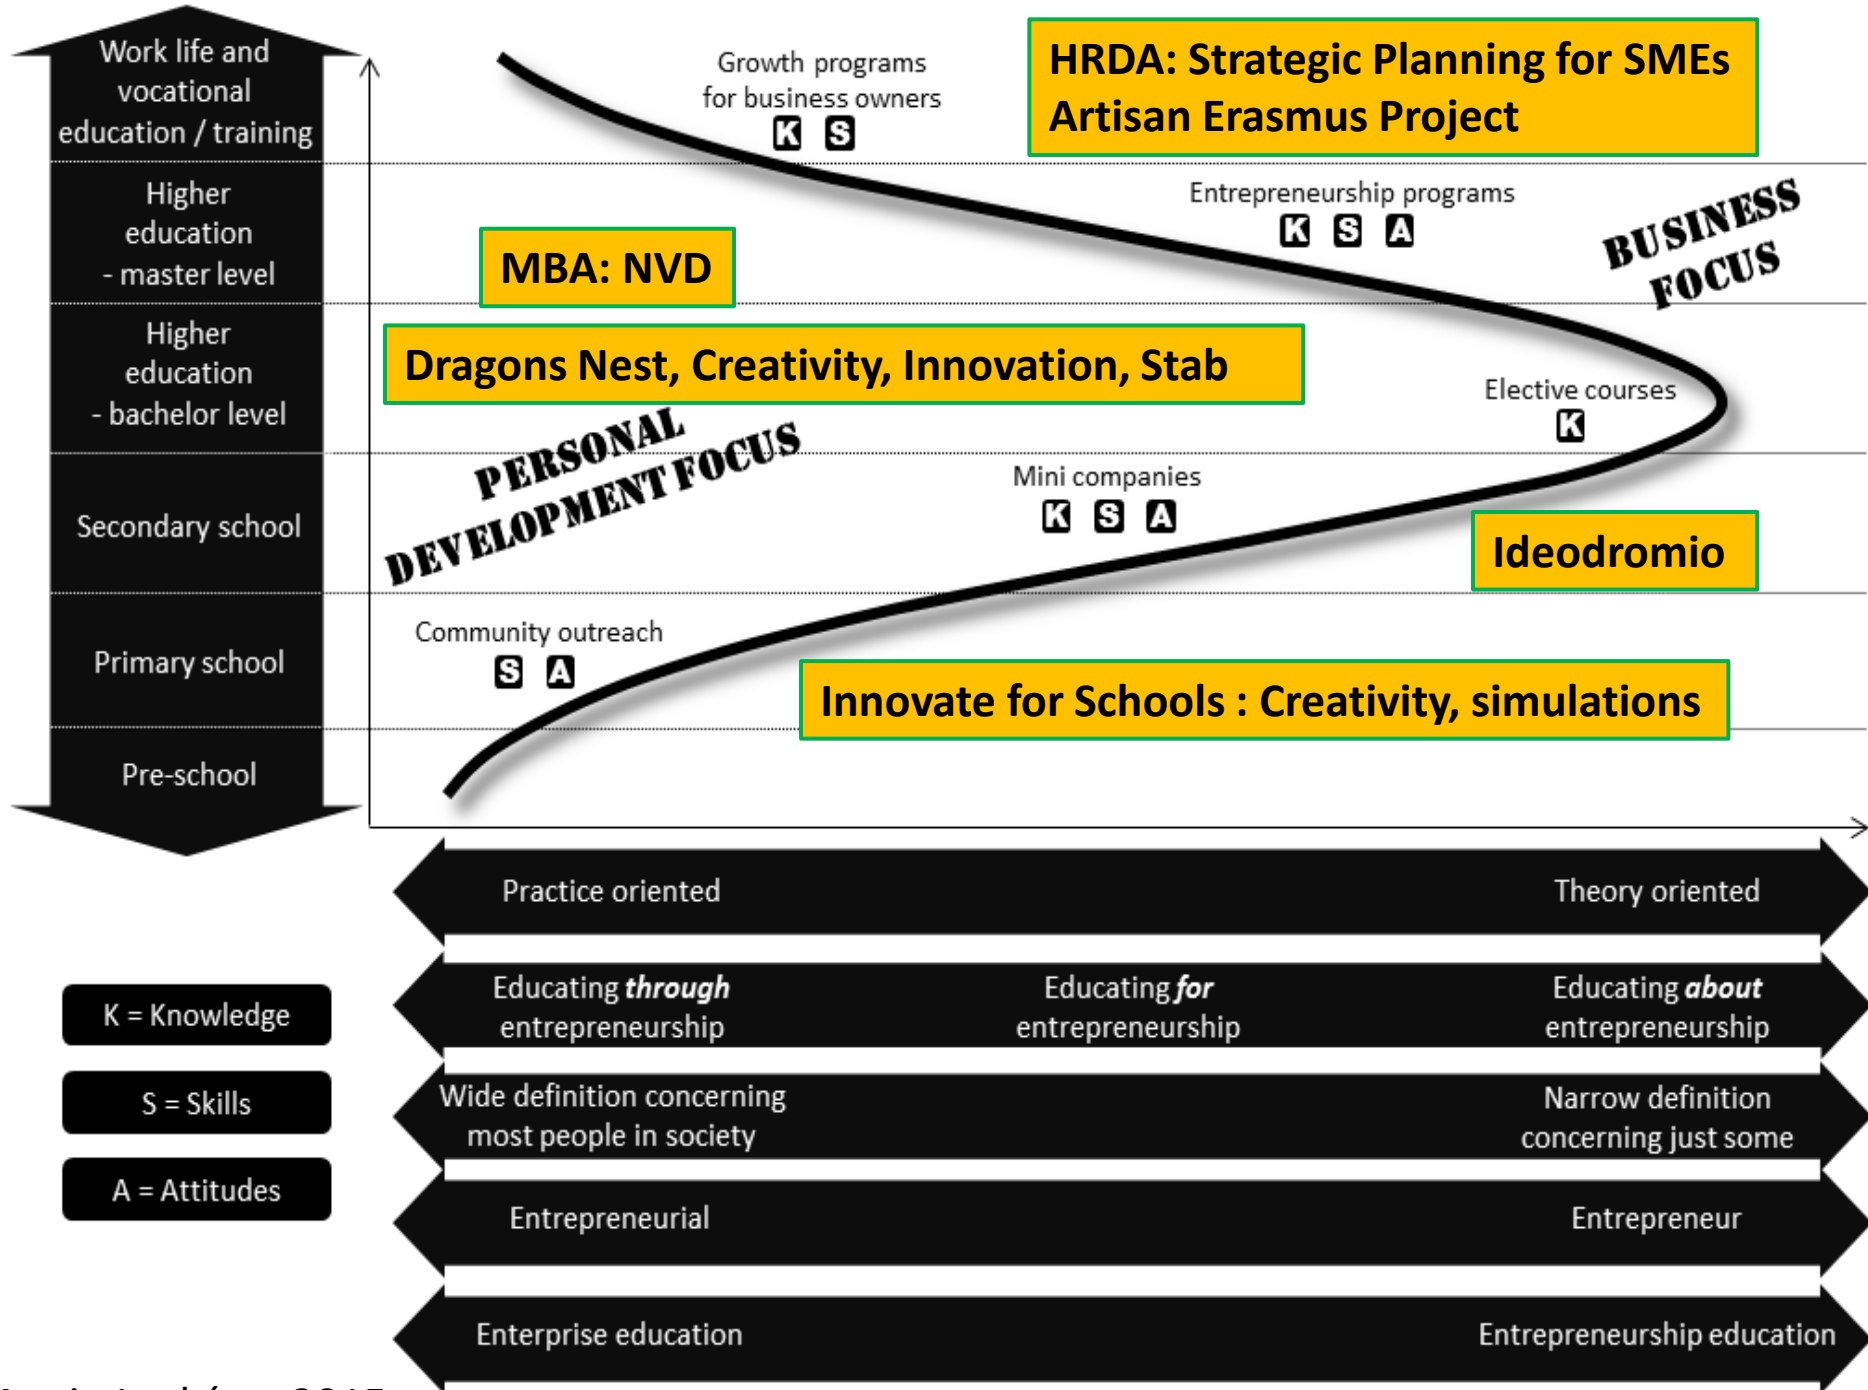 Work life and
vocational
education / training
Higher
education
- master level
Higher
education
- bachelor level
Secondary school
Primary school
Pre-school
Growth programs
for business owners
K S
HRDA: Strategic Planning for SMEs
Artisan Erasmus Project
Entrepreneurship programs
K S A
BUSINESS
FOCUS
MBA: NVD
Dragons Nest, Creativity, Innovation, Stab
Elective courses
K
PERSONAL
DEVELOPMENT FOCUS
Mini companies
K S A
Ideodromio
Community outreach
S A
Innovate for Schools : Creativity, simulations
Practice oriented
Theory oriented
Educating through
entrepreneurship
Educating for
entrepreneurship
Educating about
entrepreneurship
Wide definition concerning
most people in society
Narrow definition
concerning just some
Entrepreneurial
Entrepreneur
Enterprise education
Entrepreneurship education
K = Knowledge
S = Skills
A = Attitudes